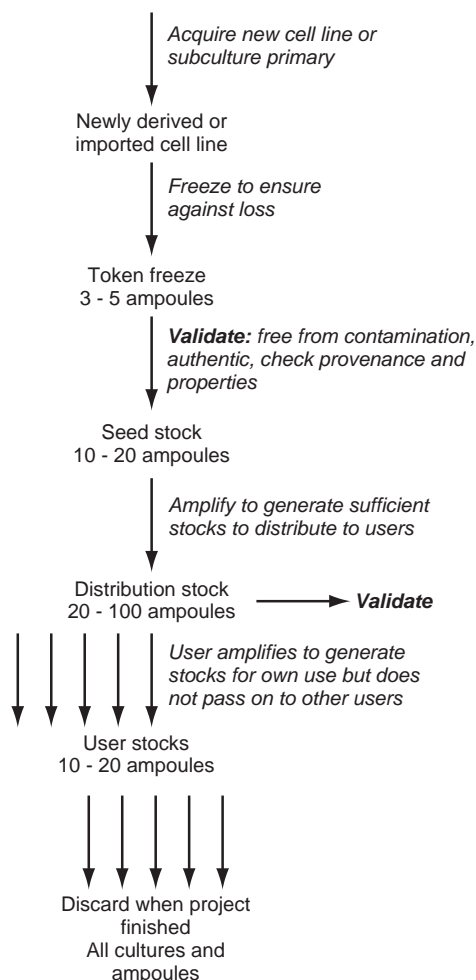 Acquire new cell line or
subculture primary
Newly derived or
imported cell line
Freeze to ensure
against loss
Token freeze
3 - 5 ampoules
Validate: free from contamination,
authentic, check provenance and
properties
Seed stock
10 - 20 ampoules
Amplify to generate sufficient
stocks to distribute to users
Distribution stock
20 - 100 ampoules
Validate
User amplifies to generate
stocks for own use but does
not pass on to other users
User stocks
10 - 20 ampoules
Discard when project
finished
All cultures and
ampoules